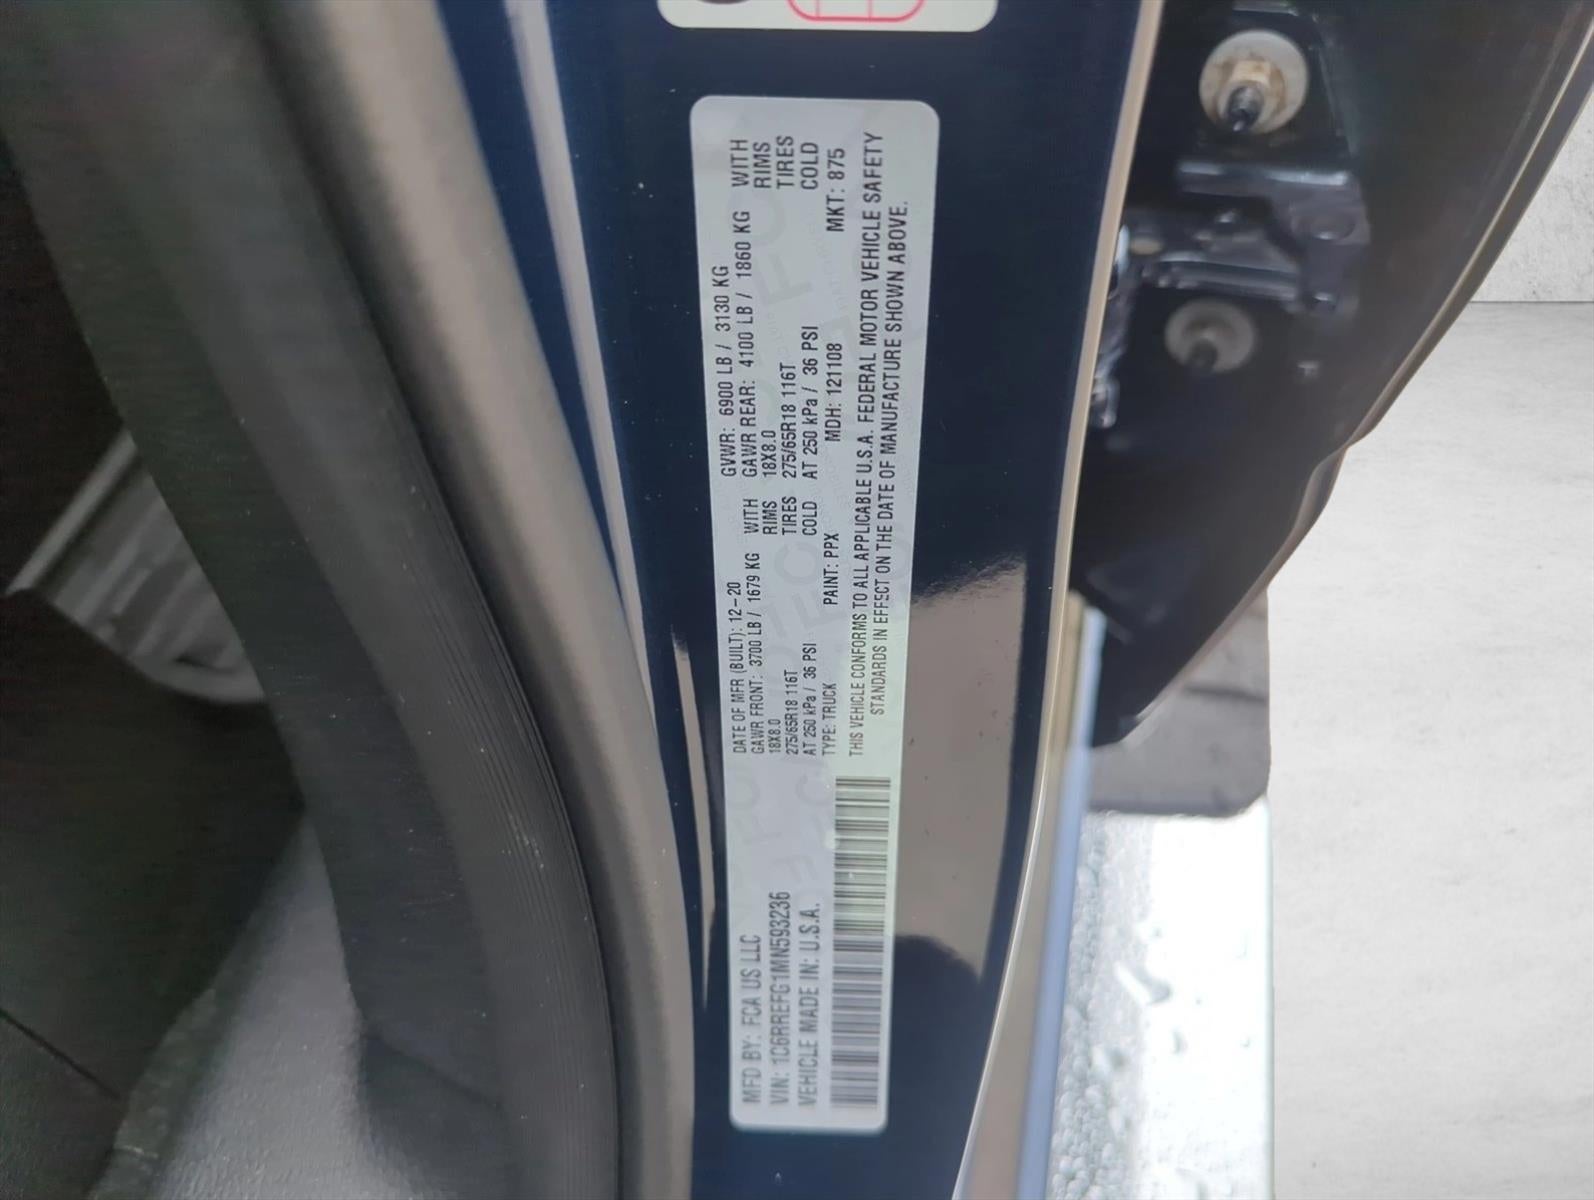 MFD BY: FCA US LLC
DATE OF MFR (BUILT): 12-20 GVWR: 6900 LB / 3130 KG
GAWR FRONT: 3700 LB / 1679 KG WITH GAWR REAR: 4100 LB / 1860 KG WITH
18X8.0 RIMS 18X8.0 RIMS
275/65R18 116T TIRES 275/65R18 116T TIRES
AT 250 kPa / 36 PSI COLD AT 250 kPa / 36 PSI COLD
VIN: 1C6RREFG1MN593236
VEHICLE MADE IN: U.S.A.
TYPE: TRUCK PAINT: PPX MDH: 121108 MKT: 875
THIS VEHICLE CONFORMS TO ALL APPLICABLE U.S.A. FEDERAL MOTOR VEHICLE SAFETY
STANDARDS IN EFFECT ON THE DATE OF MANUFACTURE SHOWN ABOVE.